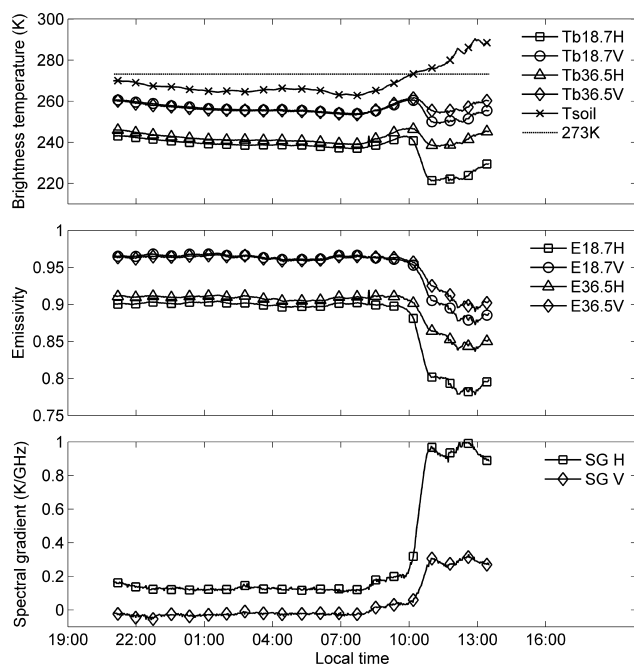 300
280
260
240
220
Brightness temperature (K)
Tb18.7H
Tb18.7V
Tb36.5H
Tb36.5V
Tsoil
273K
1
0.95
0.9
0.85
0.8
0.75
Emissivity
E18.7H
E18.7V
E36.5H
E36.5V
1
0.8
0.6
0.4
0.2
0
Spectral gradient (K/GHz)
SG H
SG V
19:00 22:00 01:00 04:00 07:00 10:00 13:00 16:00
Local time